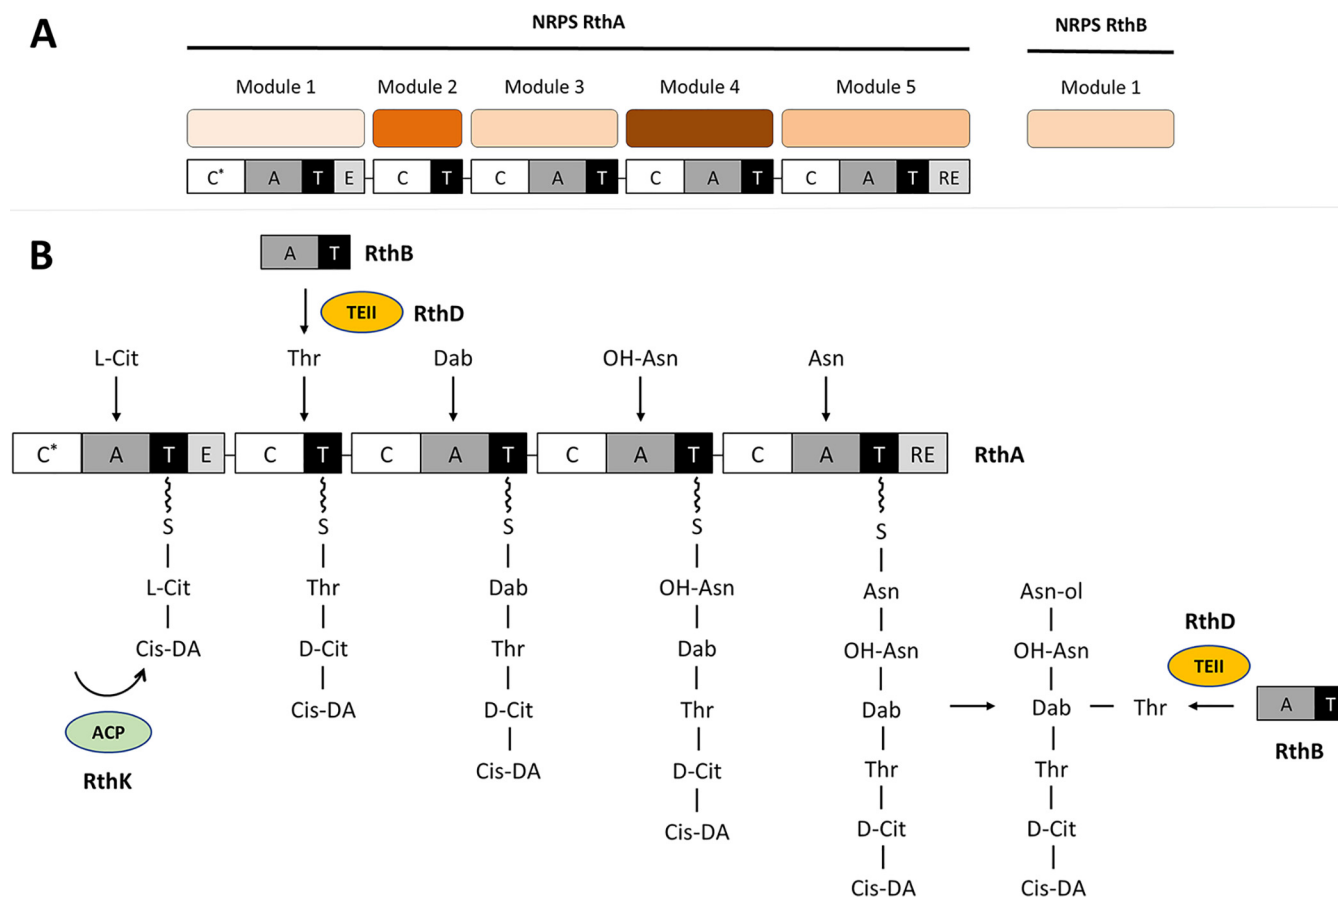 A
NRPS RthA
NRPS RthB
Module 1 Module 2 Module 3 Module 4 Module 5 Module 1
C* A T E C T C A T C A T C A T RE
B
A T RthB
TEII RthD
L-Cit Thr Dab OH-Asn Asn
C* A T E C T C A T C A T C A T RE RthA
S S S S S
L-Cit Thr Dab OH-Asn Asn Asn-ol
Cis-DA D-Cit Thr Dab OH-Asn OH-Asn
RthD
TEII
Cis-DA D-Cit Thr Dab Dab Thr A T
ACP
RthB
RthK
Cis-DA D-Cit Thr Thr
Cis-DA D-Cit D-Cit
Cis-DA Cis-DA